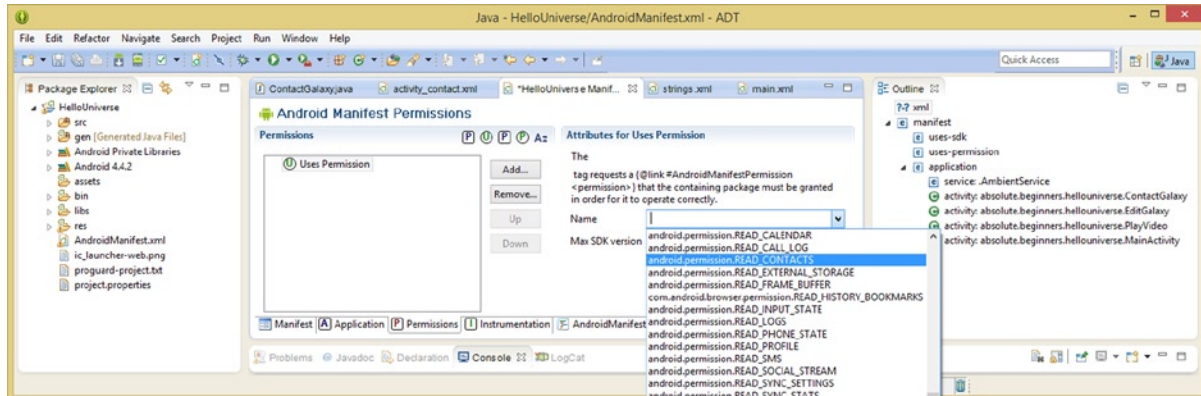 Java - HelloUniverse/AndroidManifest.xml - ADT
File Edit Refactor Navigate Search Project Run Window Help
Quick Access
Java
Package Explorer
HelloUniverse
src
gen [Generated Java Files]
Android Private Libraries
Android 4.4.2
assets
bin
libs
res
AndroidManifest.xml
ic_launcher-web.png
proguard-project.txt
project.properties
ContactGalaxy.java activity_contact.xml *HelloUniverse Manif... strings.xml main.xml
Android Manifest Permissions
Permissions
P U P P Az
U Uses Permission
Add...
Remove...
Up
Down
Attributes for Uses Permission
The
tag requests a {@link #AndroidManifestPermission
<permission>} that the containing package must be granted
in order for it to operate correctly.
Name
Max SDK version
android.permission.READ_CALENDAR
android.permission.READ_CALL_LOG
android.permission.READ_CONTACTS
android.permission.READ_EXTERNAL_STORAGE
android.permission.READ_FRAME_BUFFER
com.android.browser.permission.READ_HISTORY_BOOKMARKS
android.permission.READ_INPUT_STATE
android.permission.READ_LOGS
android.permission.READ_PHONE_STATE
android.permission.READ_PROFILE
android.permission.READ_SMS
android.permission.READ_SOCIAL_STREAM
android.permission.READ_SYNC_SETTINGS
android.permission.READ_SYNC_STATS
Manifest A Application P Permissions I Instrumentation AndroidManifest
Problems @ Javadoc Declaration Console LogCat
Outline
?-? xml
e manifest
e uses-sdk
e uses-permission
e application
e service: .AmbientService
activity: absolute.beginners.hellouniverse.ContactGalaxy
activity: absolute.beginners.hellouniverse.EditGalaxy
activity: absolute.beginners.hellouniverse.PlayVideo
activity: absolute.beginners.hellouniverse.MainActivity